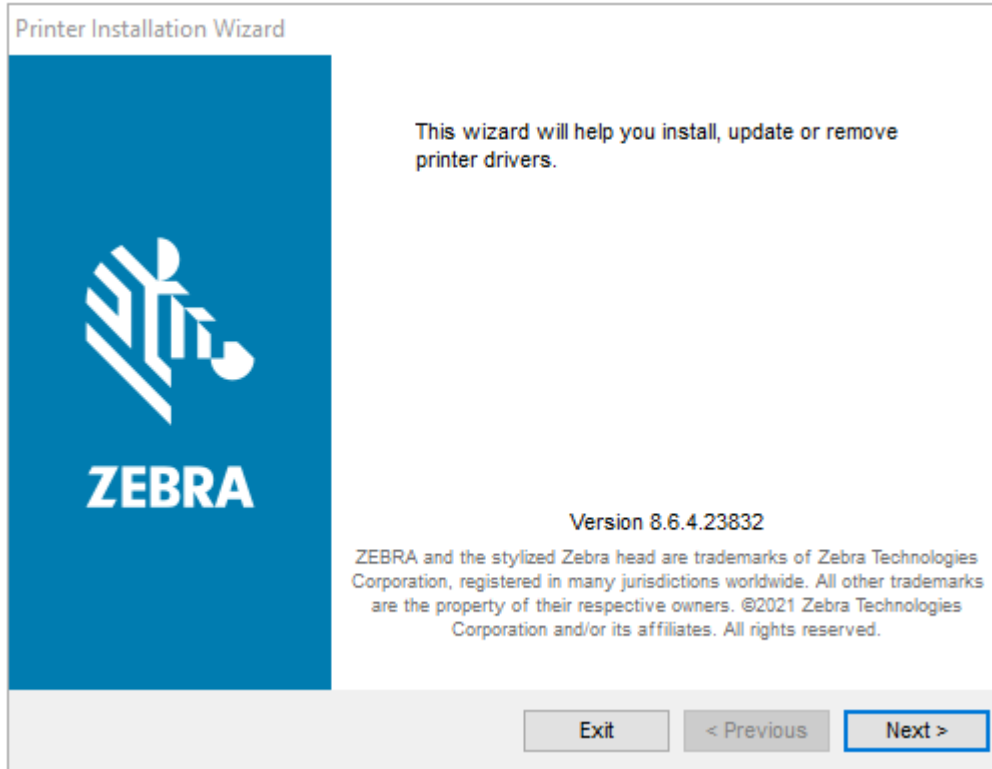 Printer Installation Wizard
This wizard will help you install, update or remove
printer drivers.
ZEBRA
Version 8.6.4.23832
ZEBRA and the stylized Zebra head are trademarks of Zebra Technologies
Corporation, registered in many jurisdictions worldwide. All other trademarks
are the property of their respective owners. ©2021 Zebra Technologies
Corporation and/or its affiliates. All rights reserved.
Exit
< Previous
Next >